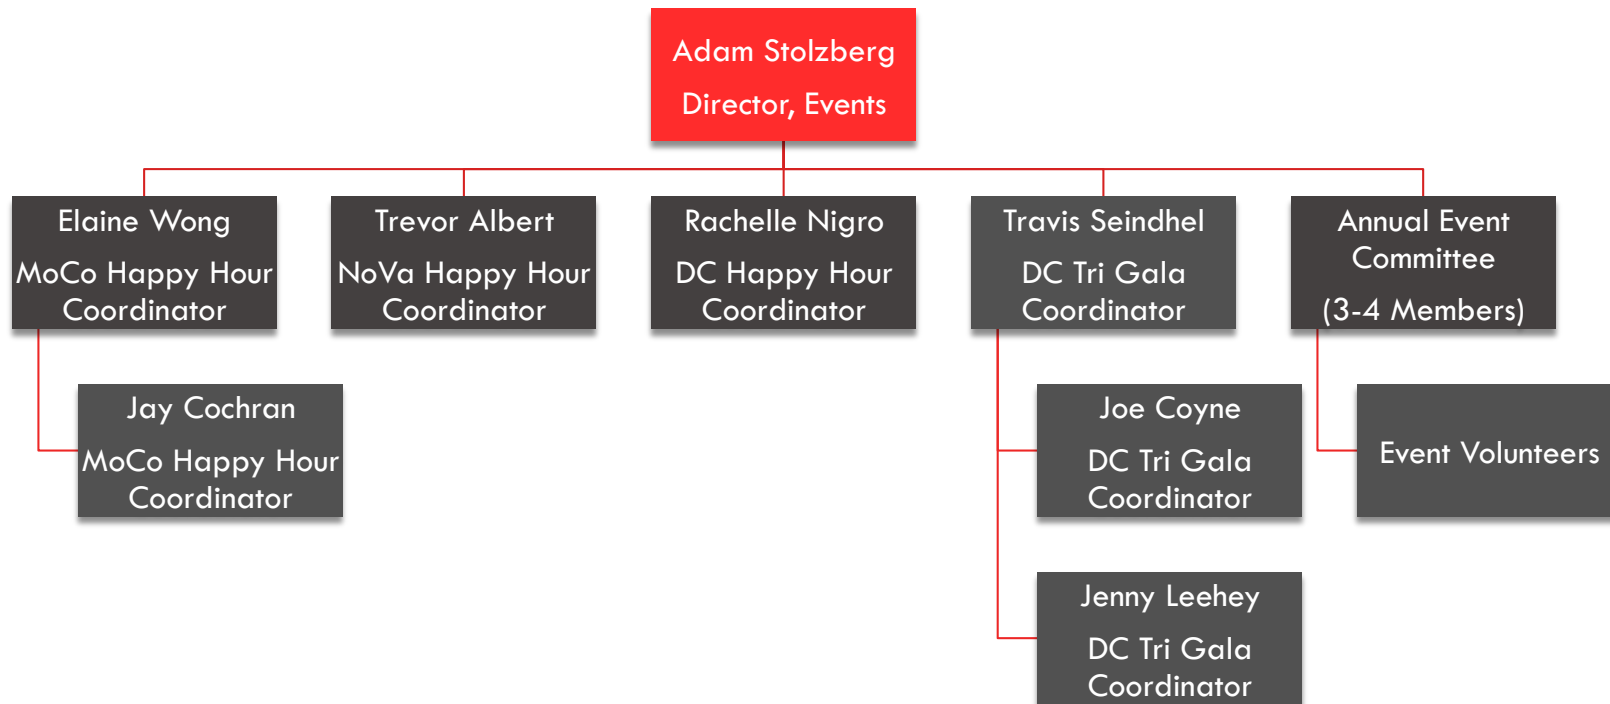 Adam Stolzberg
Director, Events
Elaine Wong
MoCo Happy Hour
Coordinator
Trevor Albert
NoVa Happy Hour
Coordinator
Rachelle Nigro
DC Happy Hour
Coordinator
Travis Seindhel
DC Tri Gala
Coordinator
Annual Event
Committee
(3-4 Members)
Jay Cochran
MoCo Happy Hour
Coordinator
Joe Coyne
DC Tri Gala
Coordinator
Event Volunteers
Jenny Leehey
DC Tri Gala
Coordinator